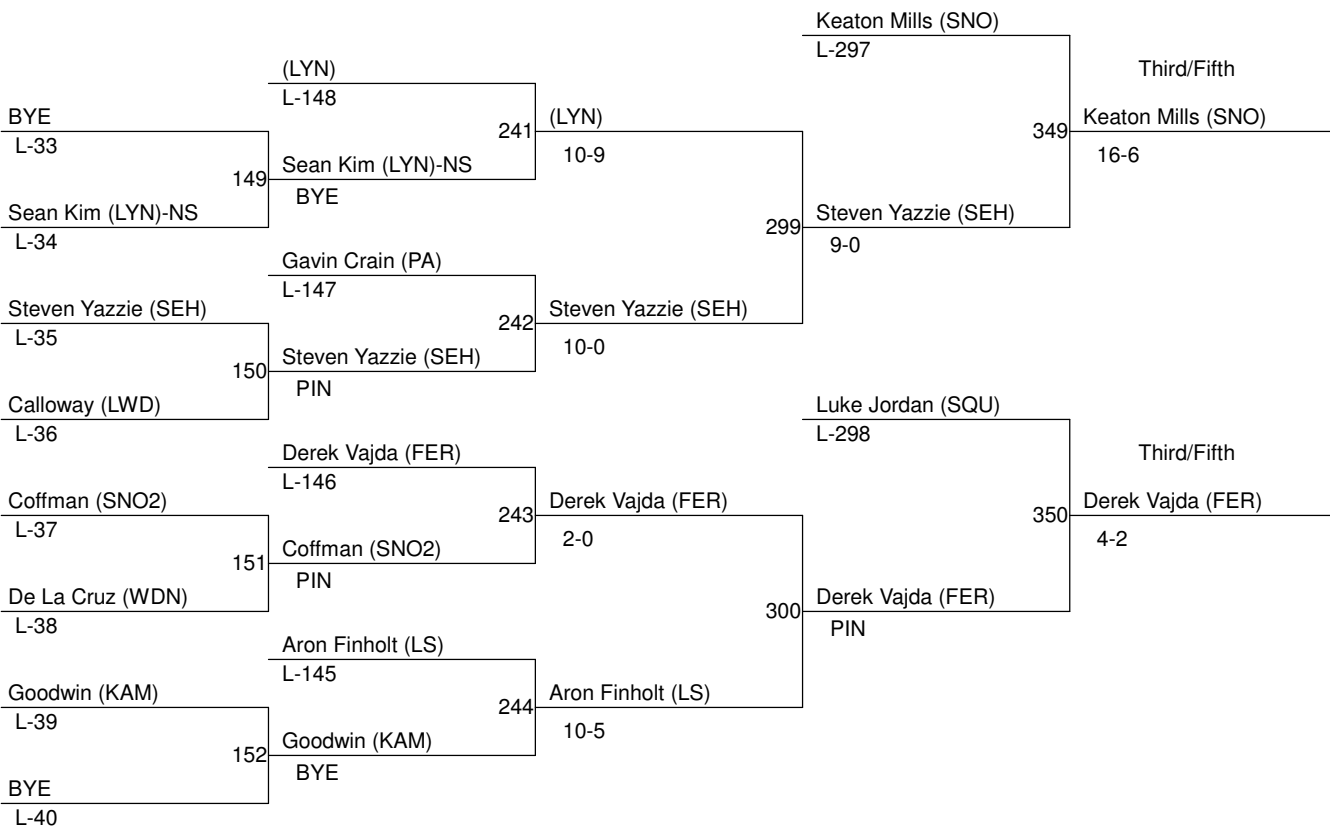 Keaton Mills (SNO)
L-297
(LYN)
L-148
Third/Fifth
BYE
L-33
241
(LYN)
10-9
349
Keaton Mills (SNO)
16-6
149
Sean Kim (LYN)-NS
BYE
Sean Kim (LYN)-NS
L-34
299
Steven Yazzie (SEH)
9-0
Gavin Crain (PA)
L-147
Steven Yazzie (SEH)
L-35
242
Steven Yazzie (SEH)
10-0
150
Steven Yazzie (SEH)
PIN
Calloway (LWD)
L-36
Luke Jordan (SQU)
L-298
Derek Vajda (FER)
L-146
Third/Fifth
Coffman (SNO2)
L-37
243
Derek Vajda (FER)
2-0
350
Derek Vajda (FER)
4-2
151
Coffman (SNO2)
PIN
De La Cruz (WDN)
L-38
300
Derek Vajda (FER)
PIN
Aron Finholt (LS)
L-145
Goodwin (KAM)
L-39
244
Aron Finholt (LS)
10-5
152
Goodwin (KAM)
BYE
BYE
L-40